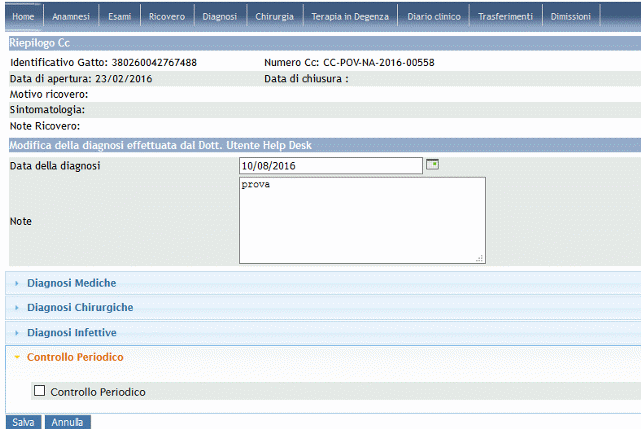 Home Anamnesi Esami Ricovero Diagnosi Chirurgia Terapia in Degenza Diario clinico Trasferimenti Dimissioni
Riepilogo Cc
Identificativo Gatto: 380260042767488 Numero Cc: CC-POV-NA-2016-00558
Data di apertura: 23/02/2016 Data di chiusura :
Motivo ricovero:
Sintomatologia:
Note Ricovero:
Modifica della diagnosi effettuata dal Dott. Utente Help Desk
Data della diagnosi 10/08/2016
prova
Note
Diagnosi Mediche
Diagnosi Chirurgiche
Diagnosi Infettive
Controllo Periodico
Controllo Periodico
Salva Annulla